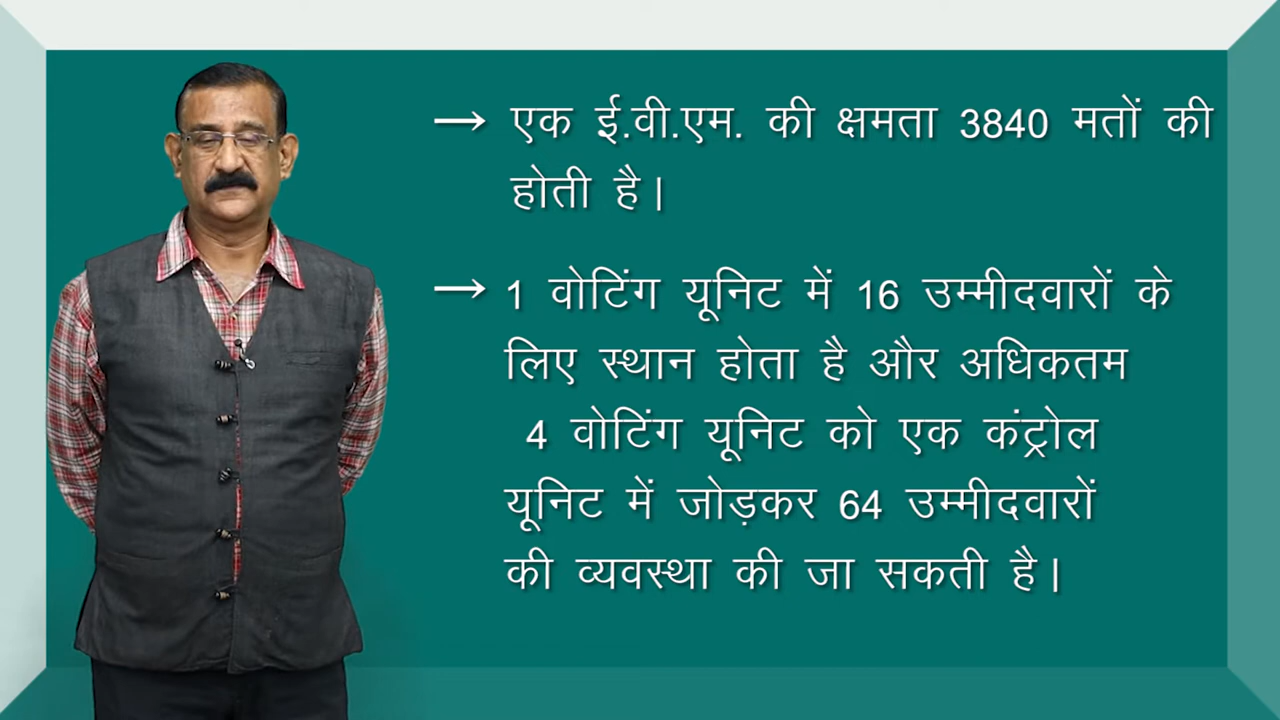 → एक ई.वी.एम. की क्षमता 3840 मतों की
होती है।
→ 1 वोटिंग यूनिट में 16 उम्मीदवारों के
लिए स्थान होता है और अधिकतम
4 वोटिंग यूनिट को एक कंट्रोल
यूनिट में जोड़कर 64 उम्मीदवारों
की व्यवस्था की जा सकती है।